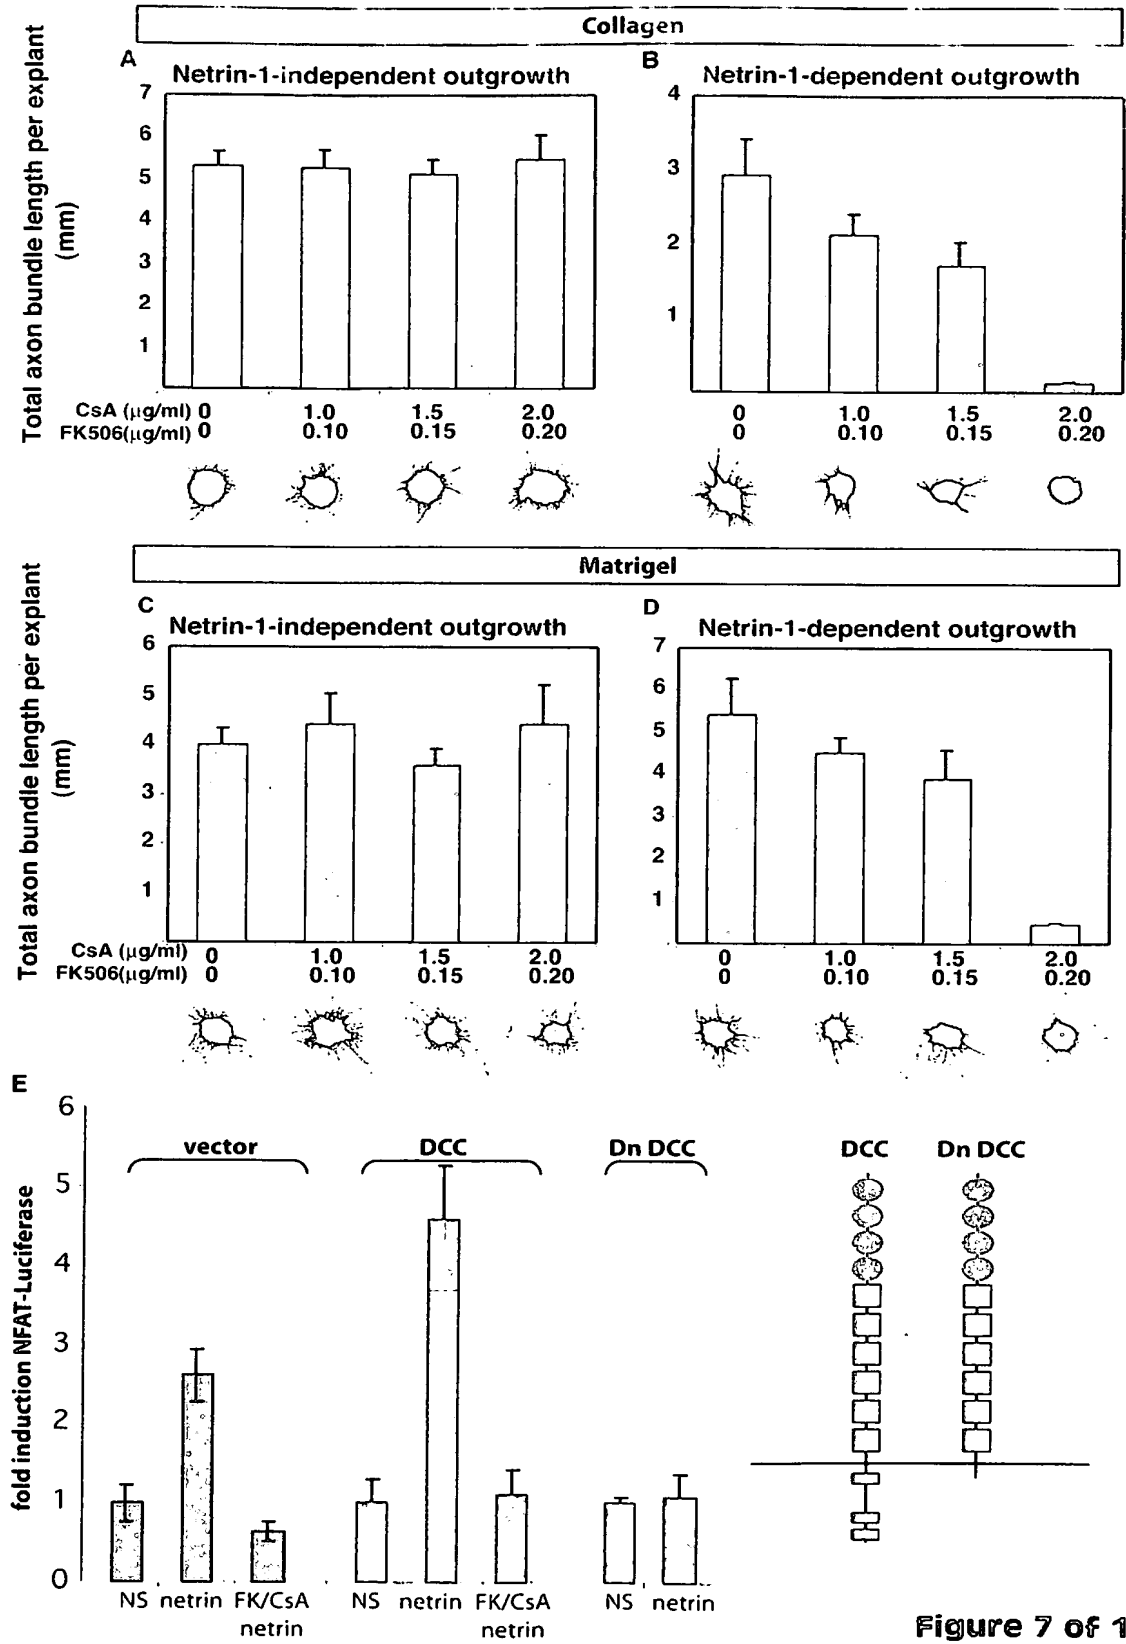 Collagen
A
B
Netrin-1-independent outgrowth
Netrin-1-dependent outgrowth
Total axon bundle length per explant
(mm)
7
6
5
4
3
2
1
4
3
2
1
CsA (µg/ml) 0 1.0 1.5 2.0
FK506(µg/ml) 0 0.10 0.15 0.20
0 1.0 1.5 2.0
0 0.10 0.15 0.20
Matrigel
C
D
Netrin-1-independent outgrowth
Netrin-1-dependent outgrowth
Total axon bundle length per explant
(mm)
6
5
4
3
2
1
7
6
5
4
3
2
1
CsA (µg/ml) 0 1.0 1.5 2.0
FK506(µg/ml) 0 0.10 0.15 0.20
0 1.0 1.5 2.0
0 0.10 0.15 0.20
E
fold induction NFAT-Luciferase
6
5
4
3
2
1
0
vector
DCC
Dn DCC
NS netrin FK/CsA
netrin
NS netrin FK/CsA
netrin
NS netrin
DCC
Dn DCC
Figure 7 of 1